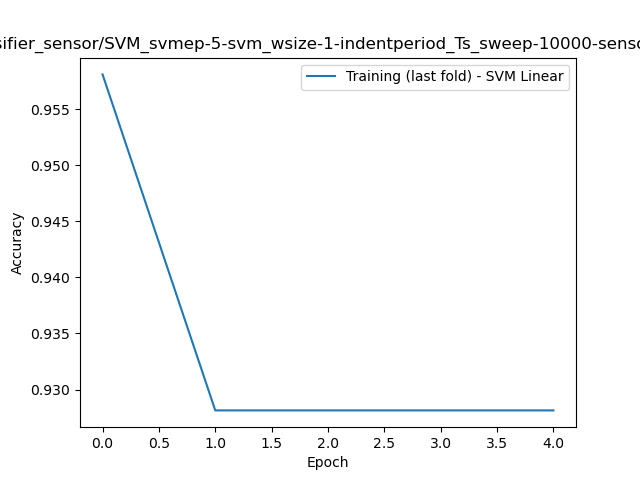 sifier_sensor/SVM_svmep-5-svm_wsize-1-indentperiod_Ts_sweep-10000-senso
Training (last fold) - SVM Linear
0.955
0.950
0.945
0.940
0.935
0.930
Accuracy
0.0 0.5 1.0 1.5 2.0 2.5 3.0 3.5 4.0
Epoch